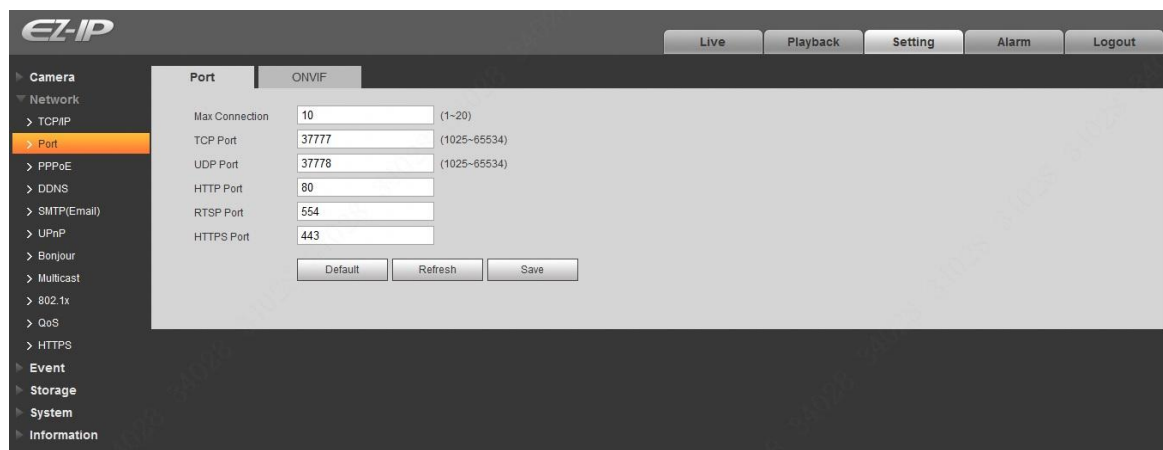 EZ-IP
Live Playback Setting Alarm Logout
Camera
Network
> TCP/IP
> Port
> PPPoE
> DDNS
> SMTP(Email)
> UPnP
> Bonjour
> Multicast
> 802.1x
> QoS
> HTTPS
Event
Storage
System
Information
Port ONVIF
Max Connection 10 (1~20)
TCP Port 37777 (1025~65534)
UDP Port 37778 (1025~65534)
HTTP Port 80
RTSP Port 554
HTTPS Port 443
Default Refresh Save